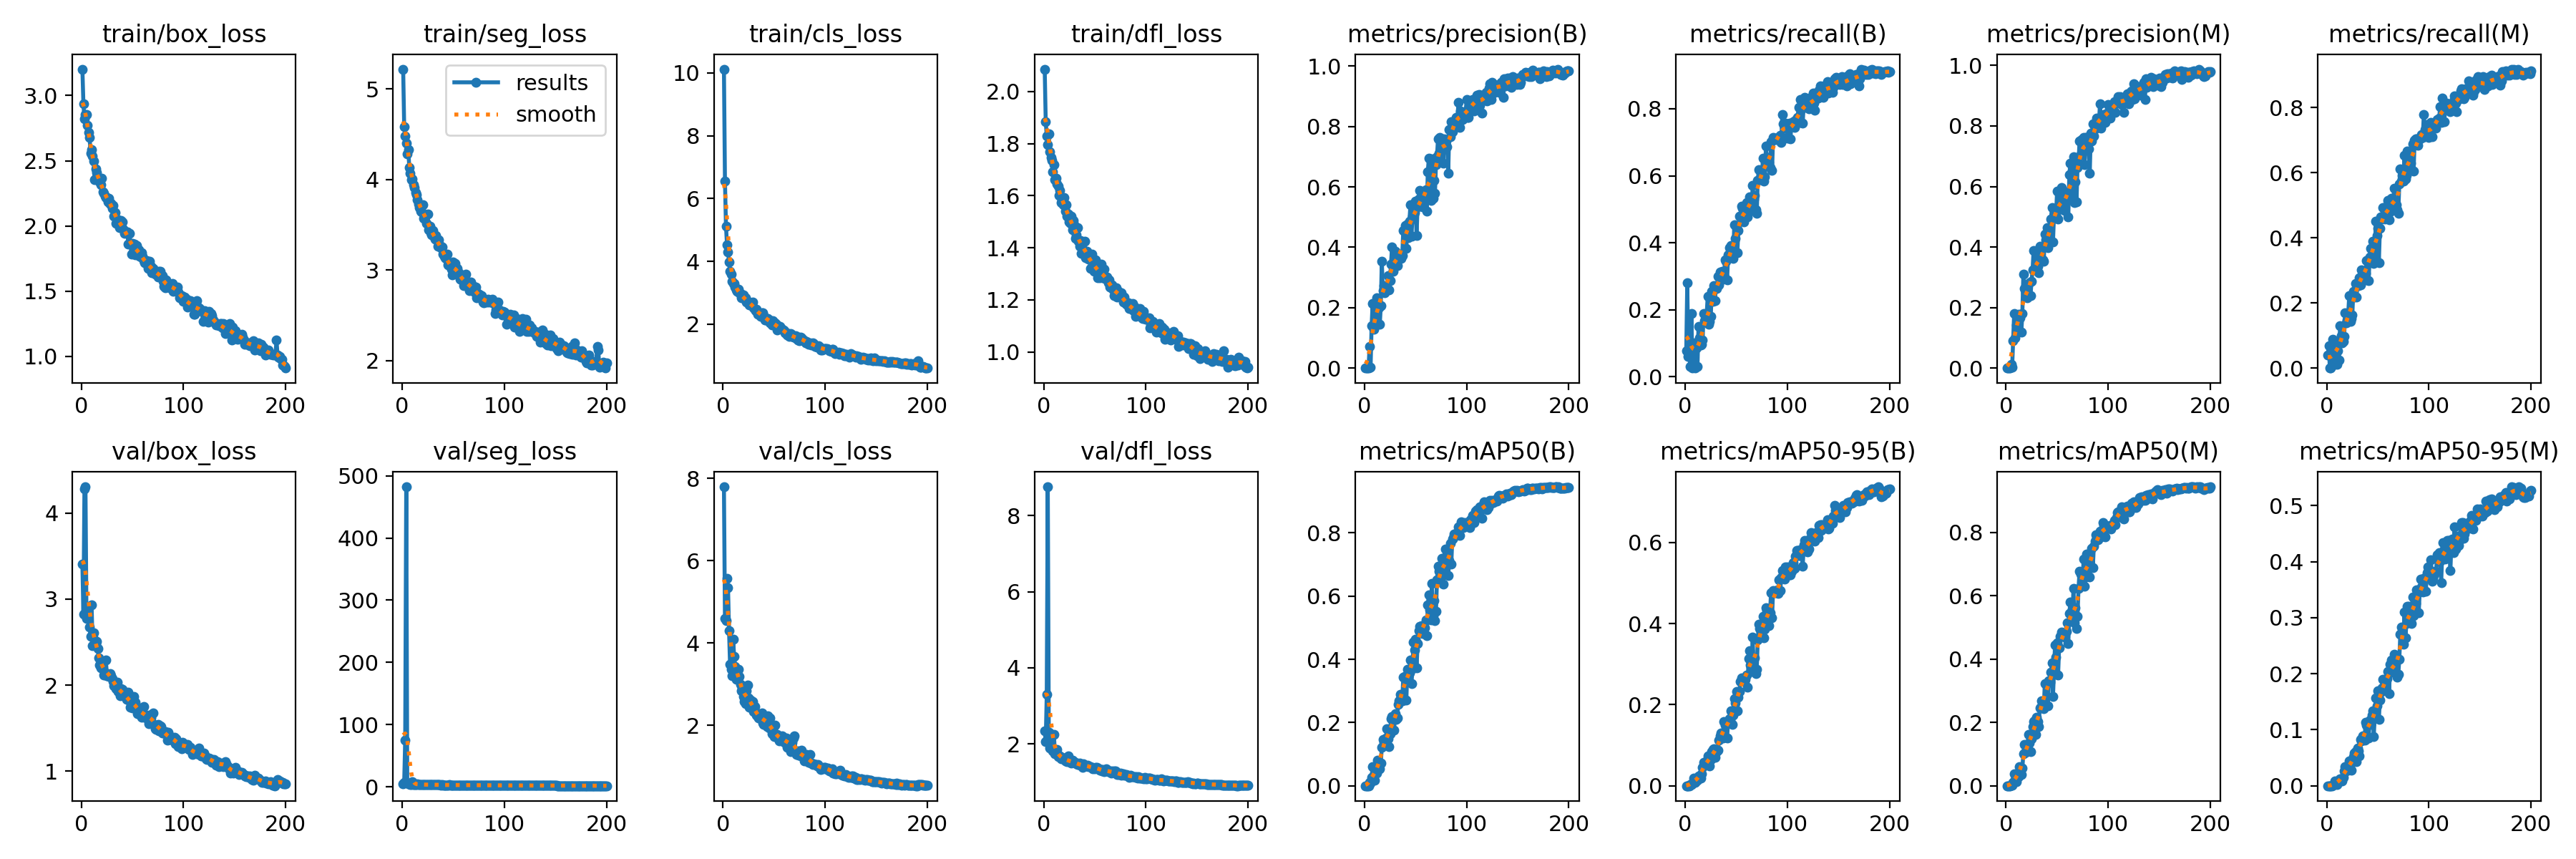 train/box_loss
train/seg_loss
train/cls_loss
train/dfl_loss
metrics/precision(B)
metrics/recall(B)
metrics/precision(M)
metrics/recall(M)
3.0
2.5
2.0
1.5
1.0
0 100 200
results
smooth
5
4
3
2
0 100 200
10
8
6
4
2
0 100 200
2.0
1.8
1.6
1.4
1.2
1.0
0 100 200
1.0
0.8
0.6
0.4
0.2
0.0
0 100 200
0.8
0.6
0.4
0.2
0.0
0 100 200
1.0
0.8
0.6
0.4
0.2
0.0
0 100 200
0.8
0.6
0.4
0.2
0.0
0 100 200
val/box_loss
val/seg_loss
val/cls_loss
val/dfl_loss
metrics/mAP50(B)
metrics/mAP50-95(B)
metrics/mAP50(M)
metrics/mAP50-95(M)
4
3
2
1
0 100 200
500
400
300
200
100
0
0 100 200
8
6
4
2
0 100 200
8
6
4
2
0 100 200
0.8
0.6
0.4
0.2
0.0
0 100 200
0.6
0.4
0.2
0.0
0 100 200
0.8
0.6
0.4
0.2
0.0
0 100 200
0.5
0.4
0.3
0.2
0.1
0.0
0 100 200